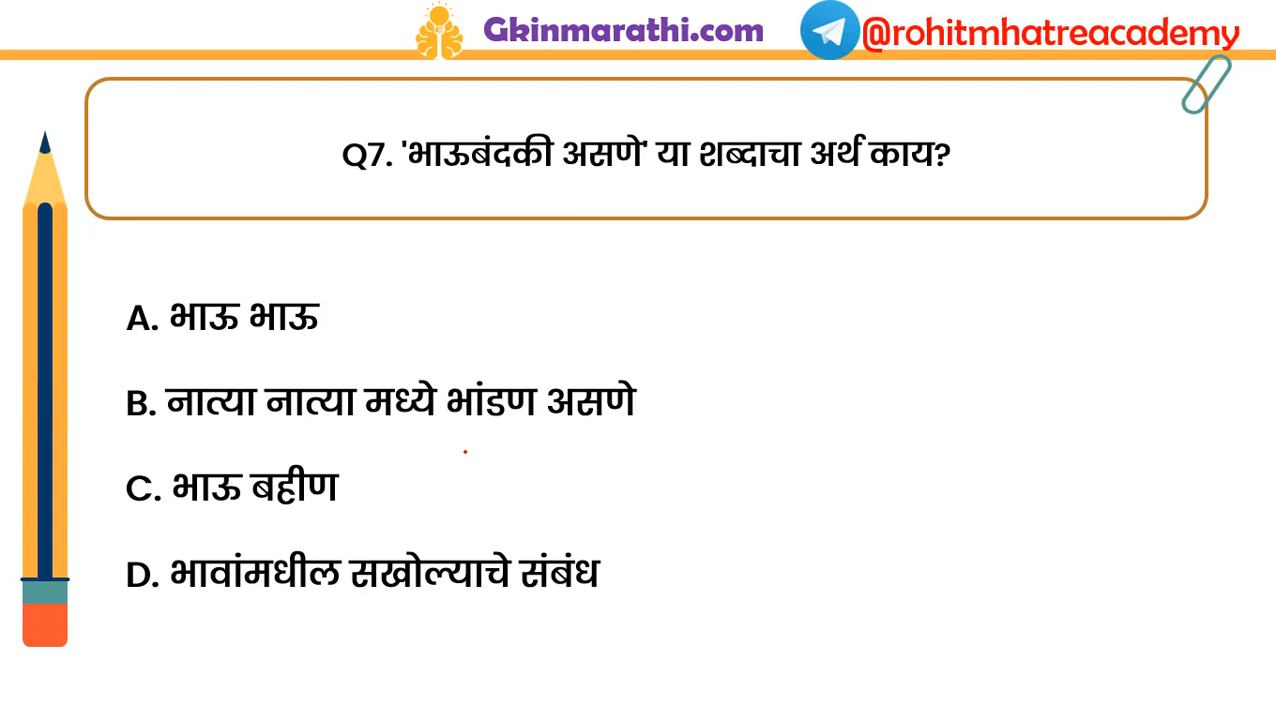 Gkinmarathi.com
@rohitmhatreacademy
Q7. 'भाऊबंदकी असणे' या शब्दाचा अर्थ काय?
A. भाऊ भाऊ
B. नात्या नात्या मध्ये भांडण असणे
C. भाऊ बहीण
D. भावांमधील सखोल्याचे संबंध